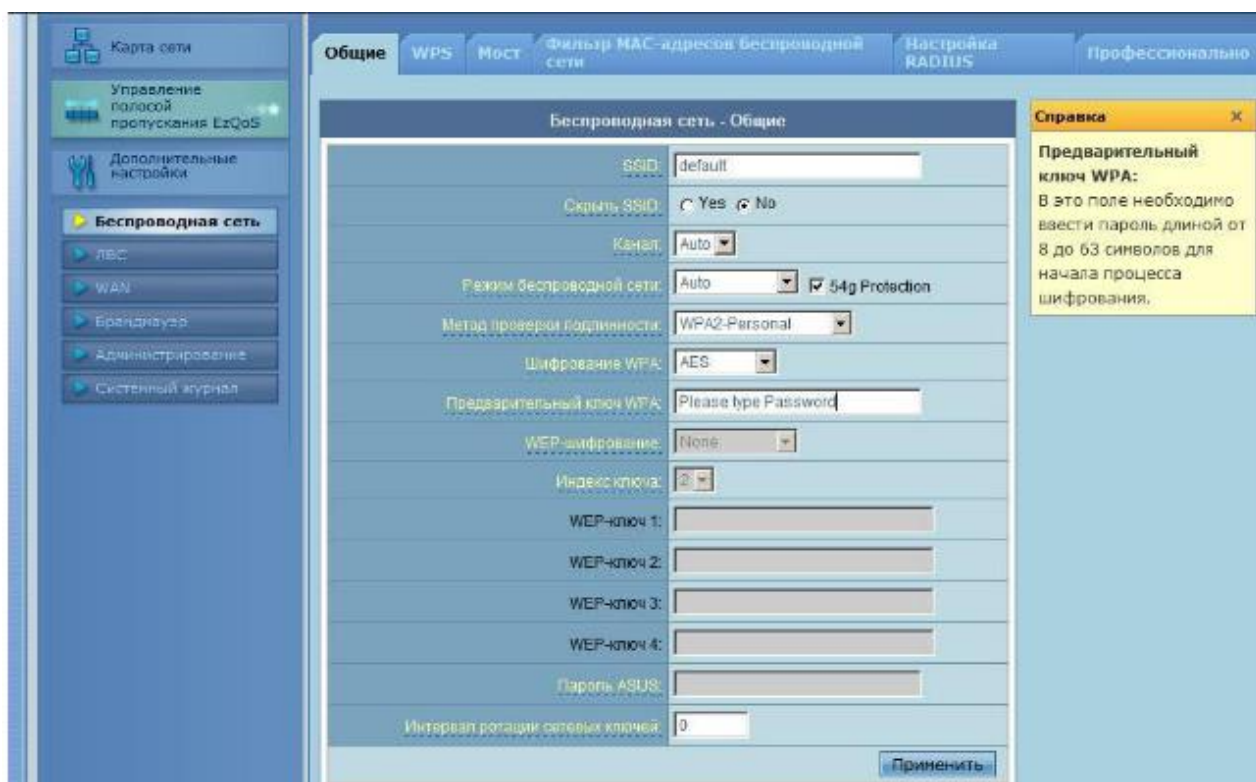 Карта сети
Управление
полосой
пропускания EzQoS
Дополнительные
настройки
Беспроводная сеть
ЛВС
WAN
Брандмауэр
Администрирование
Системный журнал
Общие
WPS
Мост
Фильтр MAC-адресов беспроводной
сети
Настройка
RADIUS
Профессионально
Беспроводная сеть - Общие
SSID: default
Скрыть SSID: Yes No
Канал: Auto
Режим беспроводной сети: Auto 54g Protection
Метод проверки подлинности: WPA2-Personal
Шифрование WPA: AES
Предварительный ключ WPA: Please type Password
WEP-шифрование: None
Индекс ключа: 2
WEP-ключ 1:
WEP-ключ 2:
WEP-ключ 3:
WEP-ключ 4:
Пароль ASUS:
Интервал ротации сетевых ключей: 0
Применить
Справка
Предварительный
ключ WPA:
В это поле необходимо
ввести пароль длиной от
8 до 63 символов для
начала процесса
шифрования.